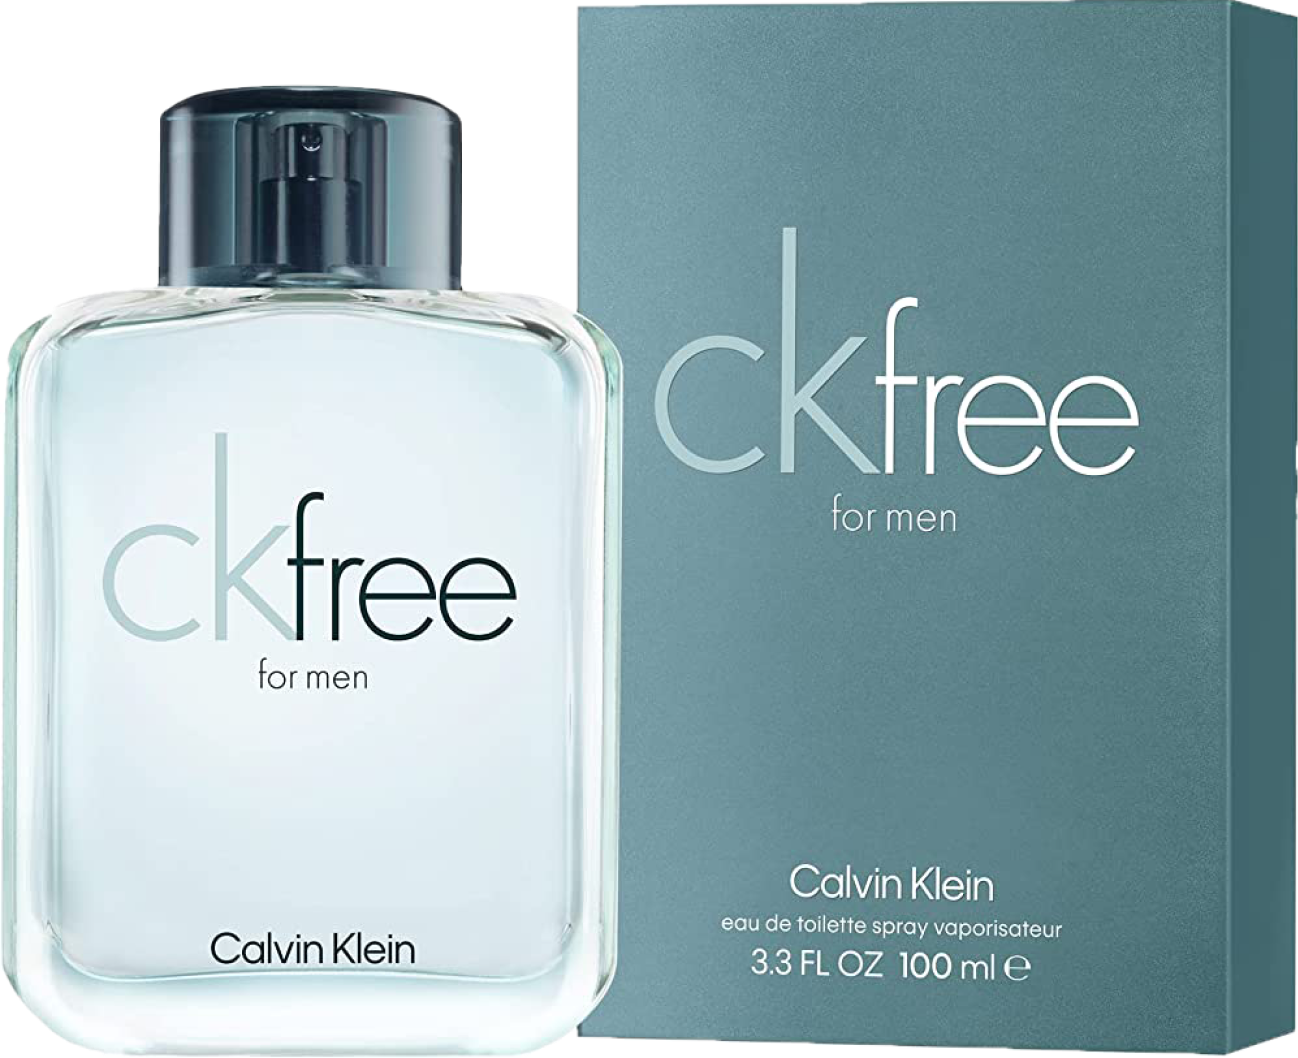 ckfree
for men
Calvin Klein
ckfree
for men
Calvin Klein
eau de toilette spray vaporisateur
3.3 FL OZ 100 ml ℮